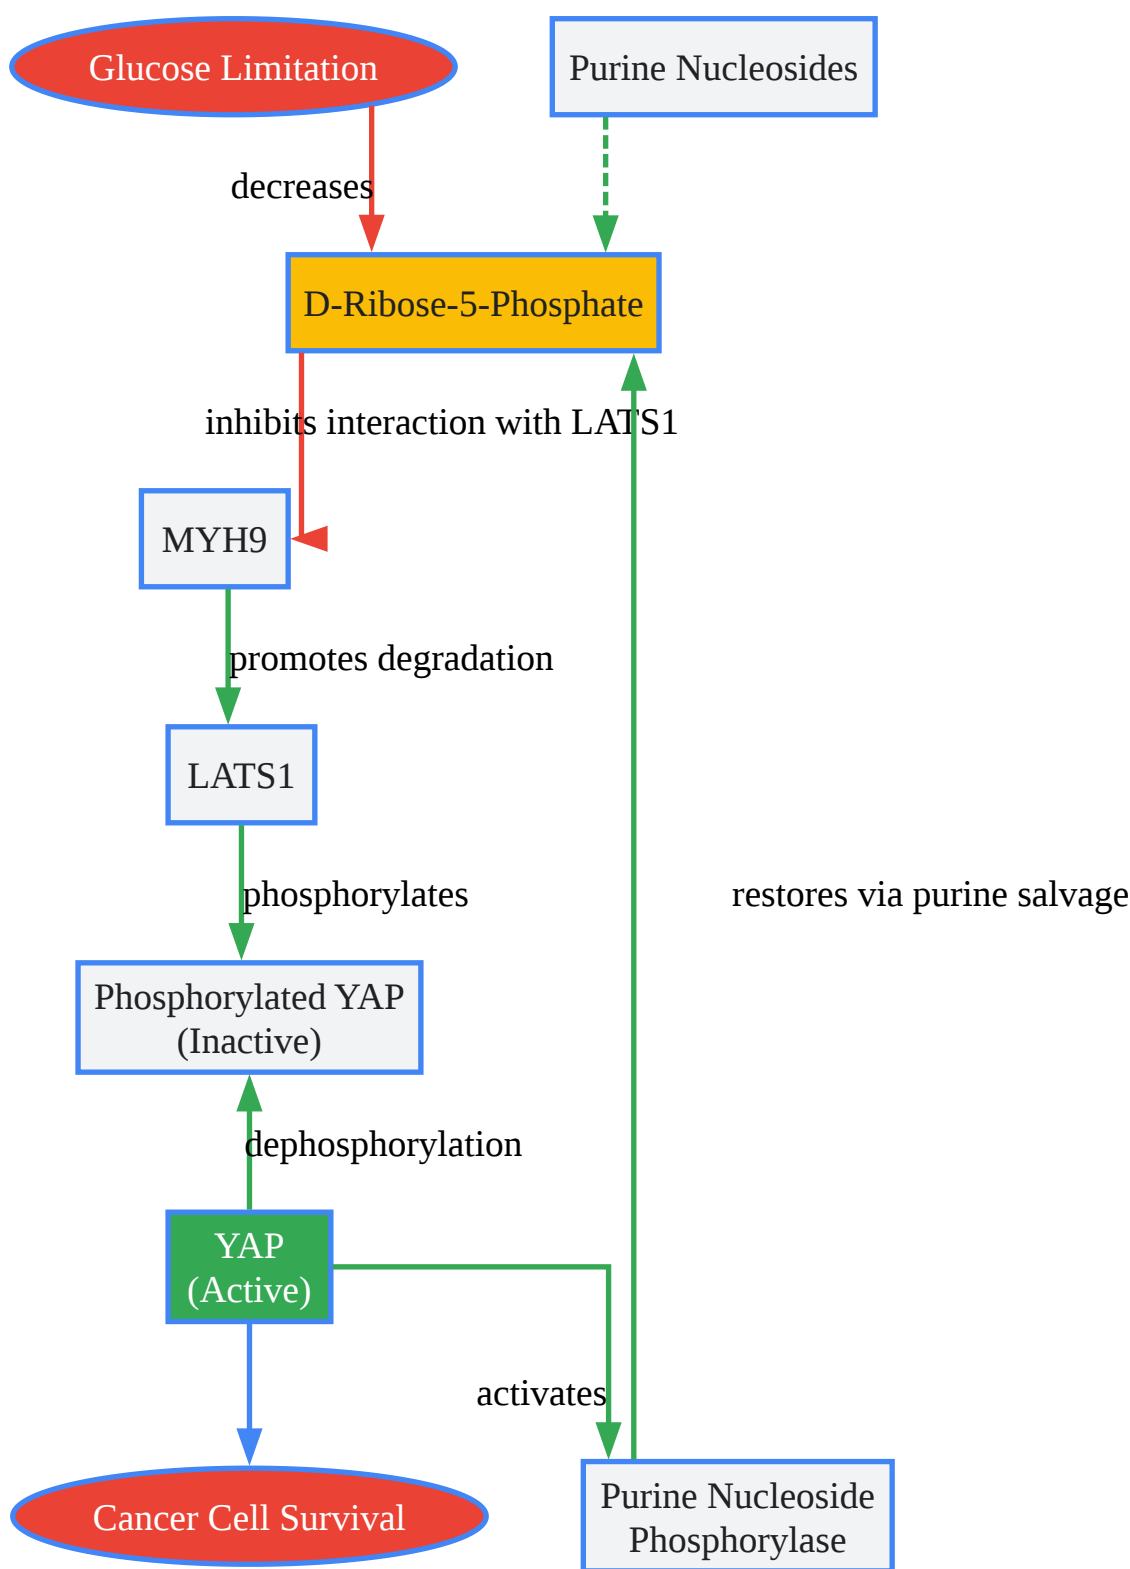 Glucose Limitation
Purine Nucleosides
decreases
D-Ribose-5-Phosphate
inhibits interaction with LATS1
MYH9
promotes degradation
LATS1
phosphorylates
restores via purine salvage
Phosphorylated YAP
(Inactive)
dephosphorylation
YAP
(Active)
activates
Cancer Cell Survival
Purine Nucleoside
Phosphorylase